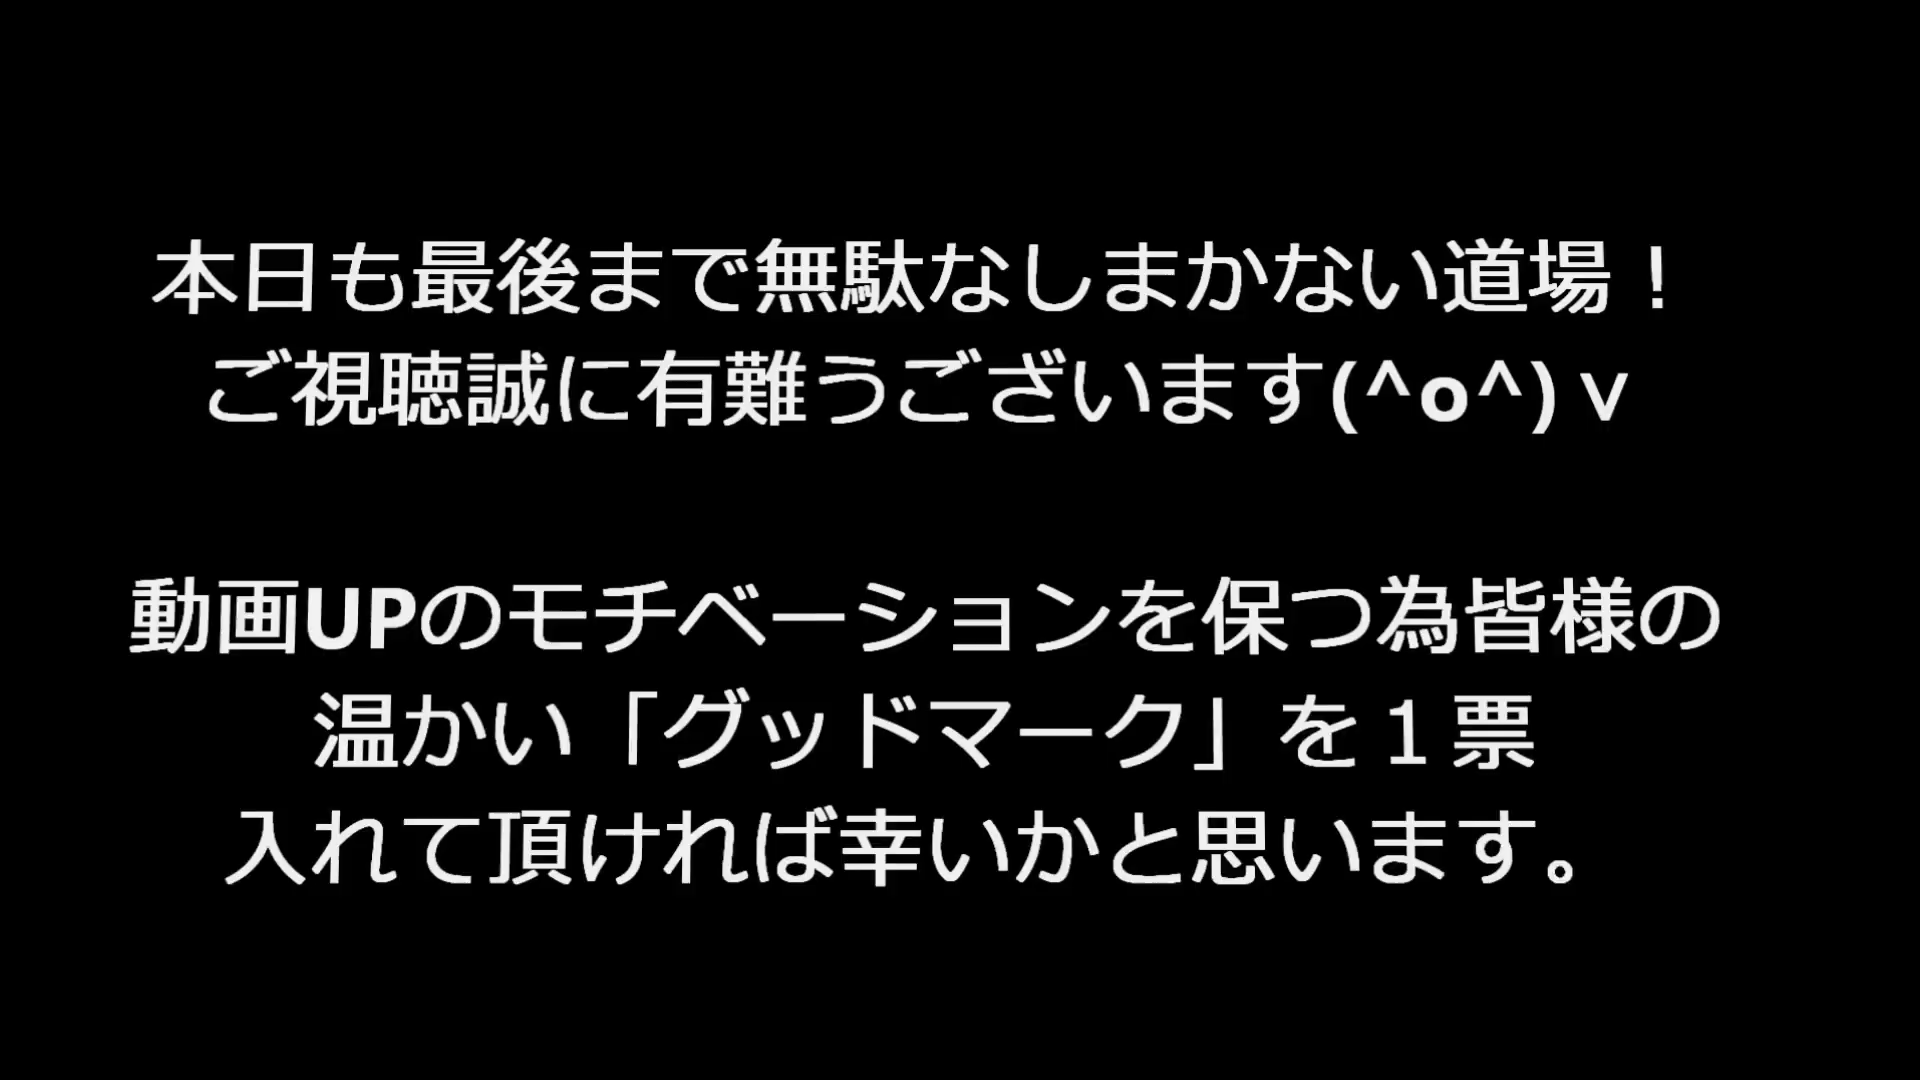 本日も最後まで無駄なしまかない道場！
ご視聴誠に有難うございます(^o^)ｖ
動画UPのモチベーションを保つ為皆様の
温かい「グッドマーク」を１票
入れて頂ければ幸いかと思います。